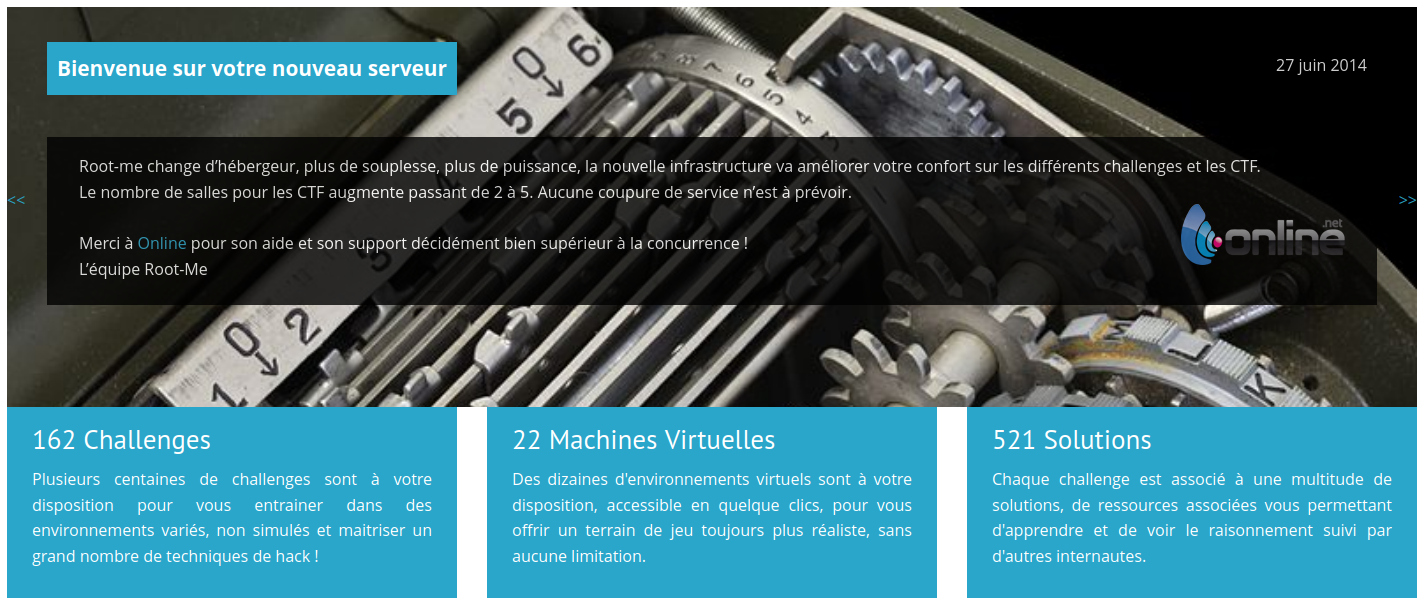 Bienvenue sur votre nouveau serveur
27 juin 2014
Root-me change d’hébergeur, plus de souplesse, plus de puissance, la nouvelle infrastructure va améliorer votre confort sur les différents challenges et les CTF.
Le nombre de salles pour les CTF augmente passant de 2 à 5. Aucune coupure de service n’est à prévoir.
<<
>>
Merci à Online pour son aide et son support décidément bien supérieur à la concurrence !
L’équipe Root-Me
online.net
0 6
5
0
2
1
K
162 Challenges
Plusieurs centaines de challenges sont à votre
disposition pour vous entrainer dans des
environnements variés, non simulés et maitriser un
grand nombre de techniques de hack !
22 Machines Virtuelles
Des dizaines d'environnements virtuels sont à votre
disposition, accessible en quelque clics, pour vous
offrir un terrain de jeu toujours plus réaliste, sans
aucune limitation.
521 Solutions
Chaque challenge est associé à une multitude de
solutions, de ressources associées vous permettant
d'apprendre et de voir le raisonnement suivi par
d'autres internautes.